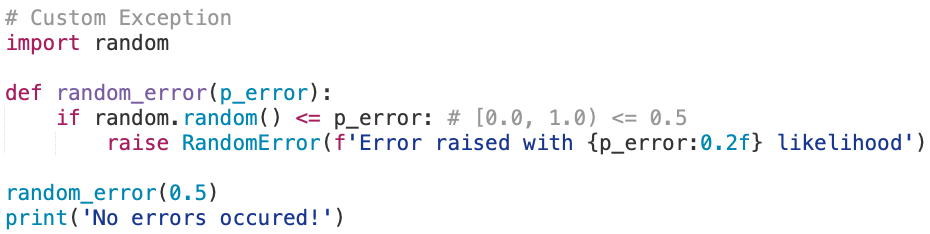 # Custom Exception
import random

def random_error(p_error):
    if random.random() <= p_error: # [0.0, 1.0) <= 0.5
        raise RandomError(f'Error raised with {p_error:0.2f} likelihood')

random_error(0.5)
print('No errors occured!')